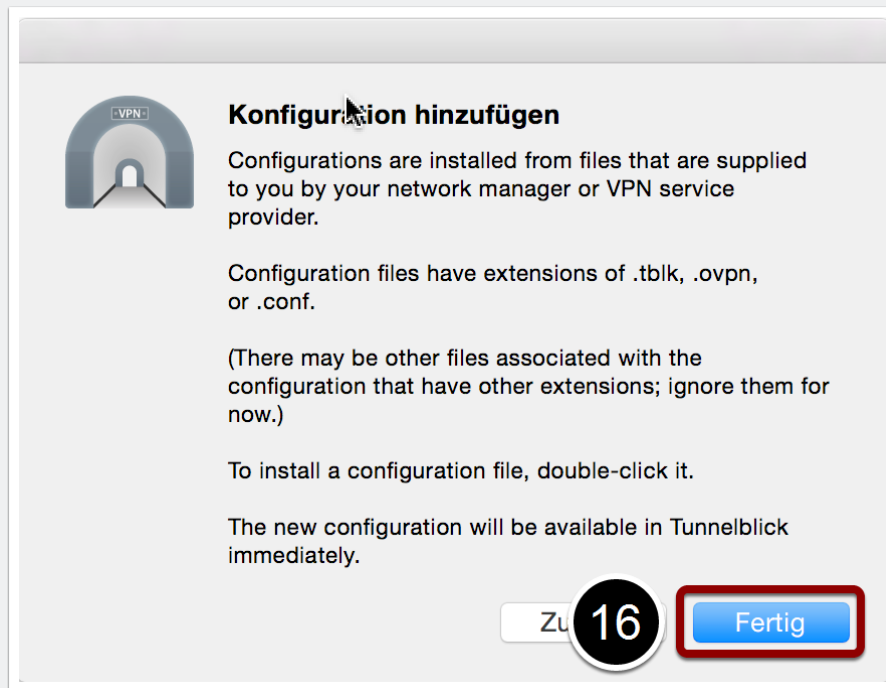 VPN
Konfiguration hinzufügen
Configurations are installed from files that are supplied
to you by your network manager or VPN service
provider.
Configuration files have extensions of .tblk, .ovpn,
or .conf.
(There may be other files associated with the
configuration that have other extensions; ignore them for
now.)
To install a configuration file, double-click it.
The new configuration will be available in Tunnelblick
immediately.
16 Fertig